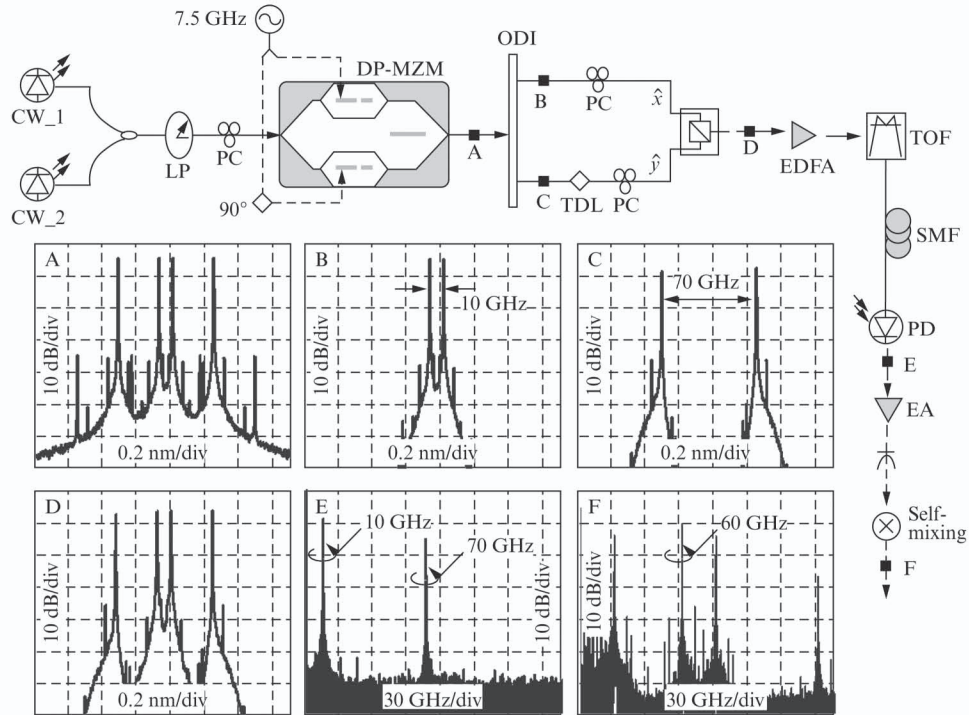 7.5 GHz
ODI
DP-MZM
CW_1
B
PC
x̂
LP
PC
A
D
EDFA
TOF
CW_2
90°
C
TDL
PC
ŷ
SMF
PD
E
EA
Self-
mixing
F
A
10 dB/div
0.2 nm/div
B
10 GHz
10 dB/div
0.2 nm/div
C
70 GHz
10 dB/div
0.2 nm/div
D
10 dB/div
0.2 nm/div
E
10 GHz
70 GHz
10 dB/div
30 GHz/div
F
60 GHz
10 dB/div
30 GHz/div